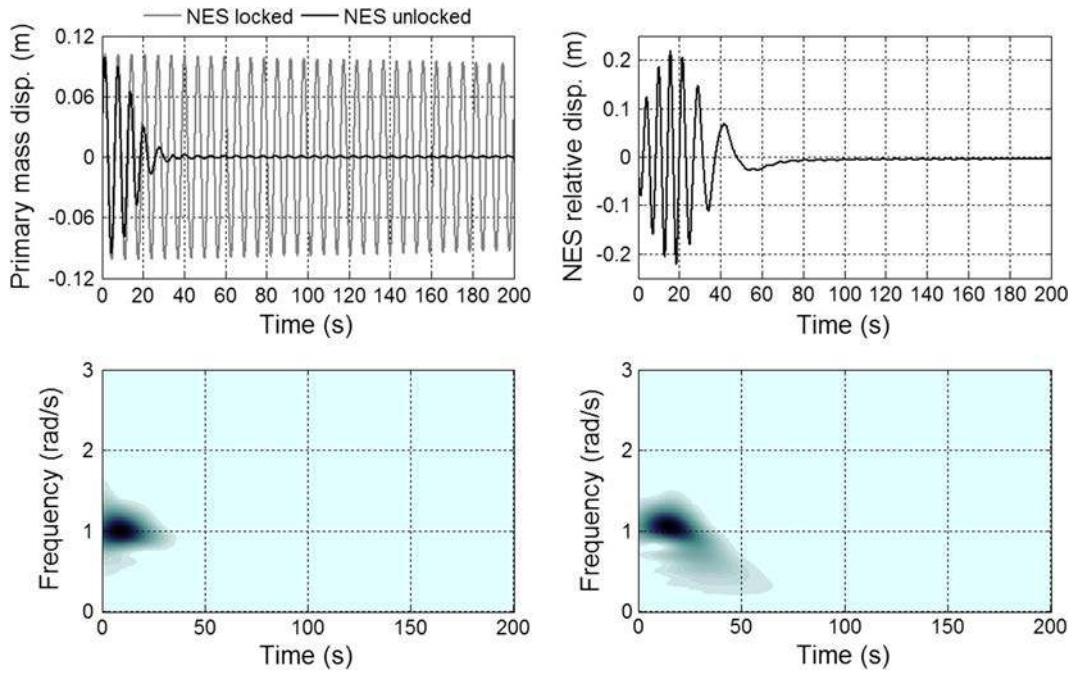 NES locked NES unlocked
Primary mass disp. (m)
0.12
0.06
0
-0.06
-0.12
0 20 40 60 80 100 120 140 160 180 200
Time (s)
NES relative disp. (m)
0.2
0.1
0
-0.1
-0.2
0 20 40 60 80 100 120 140 160 180 200
Time (s)
Frequency (rad/s)
3
2
1
0
0 50 100 150 200
Time (s)
Frequency (rad/s)
3
2
1
0
0 50 100 150 200
Time (s)